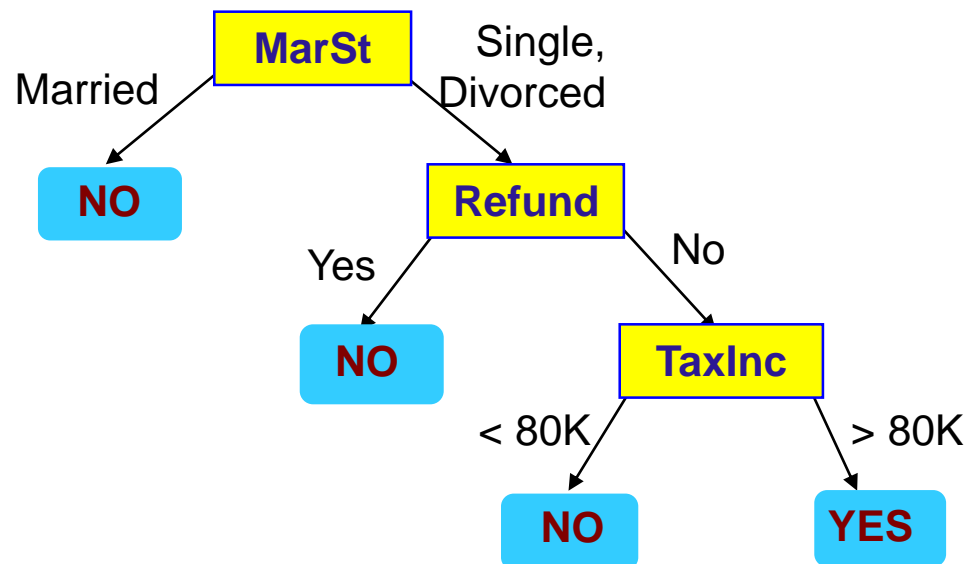 MarSt
Single,
Divorced
Married
NO
Refund
Yes
No
NO
TaxInc
< 80K
> 80K
NO
YES